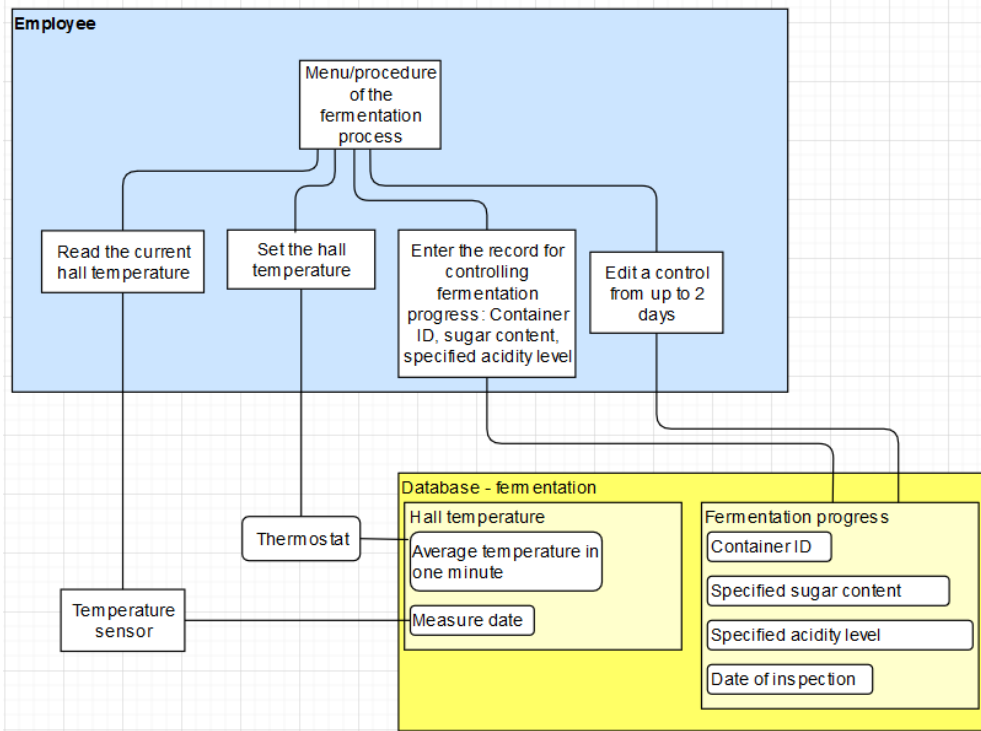 Employee
Menu/procedure
of the
fermentation
process
Read the current
hall temperature
Set the hall
temperature
Enter the record for
controlling
fermentation
progress: Container
ID, sugar content,
specified acidity level
Edit a control
from up to 2
days
Thermostat
Temperature
sensor
Database - fermentation
Hall temperature
Average temperature in
one minute
Measure date
Fermentation progress
Container ID
Specified sugar content
Specified acidity level
Date of inspection